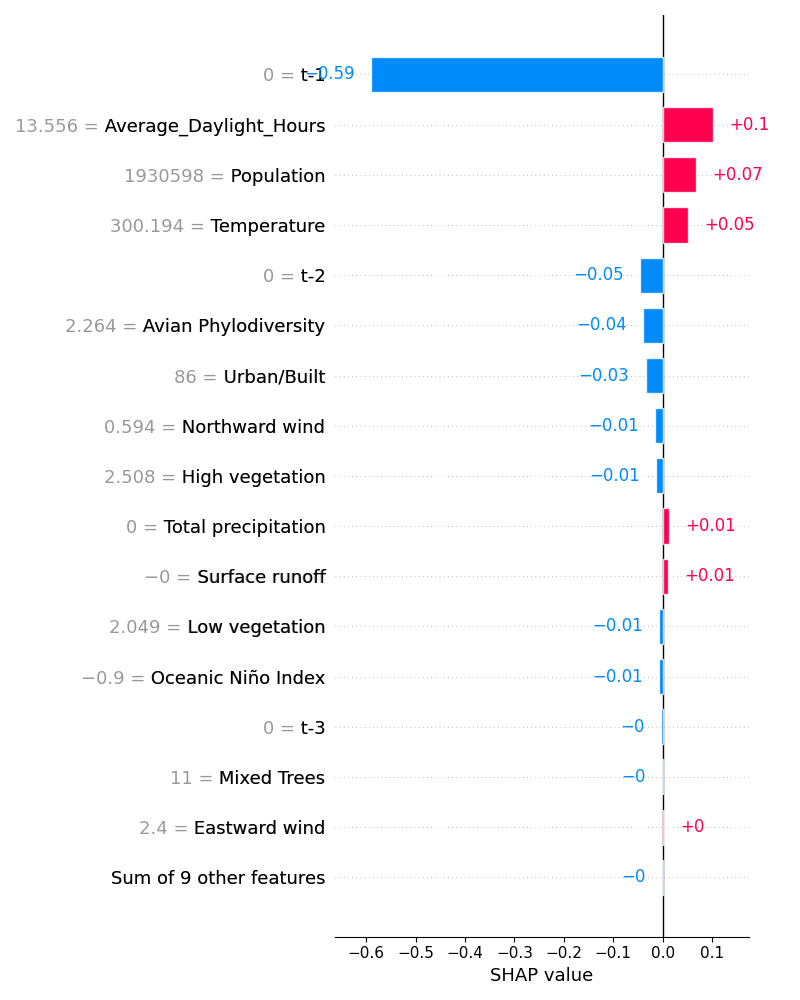 0 = t-1 −0.59
13.556 = Average_Daylight_Hours +0.1
1930598 = Population +0.07
300.194 = Temperature +0.05
0 = t-2 −0.05
2.264 = Avian Phylodiversity −0.04
86 = Urban/Built −0.03
0.594 = Northward wind −0.01
2.508 = High vegetation −0.01
0 = Total precipitation +0.01
−0 = Surface runoff +0.01
2.049 = Low vegetation −0.01
−0.9 = Oceanic Niño Index −0.01
0 = t-3 −0
11 = Mixed Trees −0
2.4 = Eastward wind +0
Sum of 9 other features −0
−0.6 −0.5 −0.4 −0.3 −0.2 −0.1 0.0 0.1
SHAP value